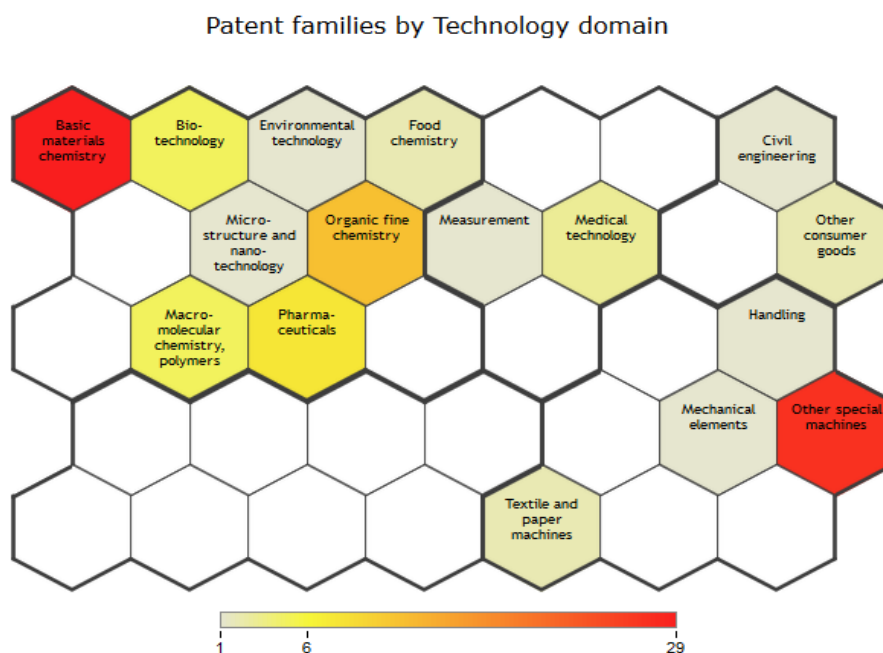 Patent families by Technology domain
Basic
materials
chemistry
Bio-
technology
Environmental
technology
Food
chemistry
Civil
engineering
Micro-
structure and
nano-
technology
Organic fine
chemistry
Measurement
Medical
technology
Other
consumer
goods
Macro-
molecular
chemistry,
polymers
Pharma-
ceuticals
Handling
Mechanical
elements
Other special
machines
Textile and
paper
machines
1 6 29